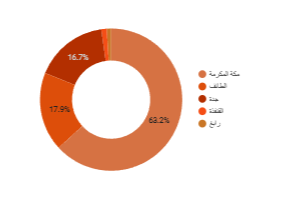 16.7%
17.9%
63.2%
مكة المكرمة
الطائف
جدة
القنفذة
رابغ